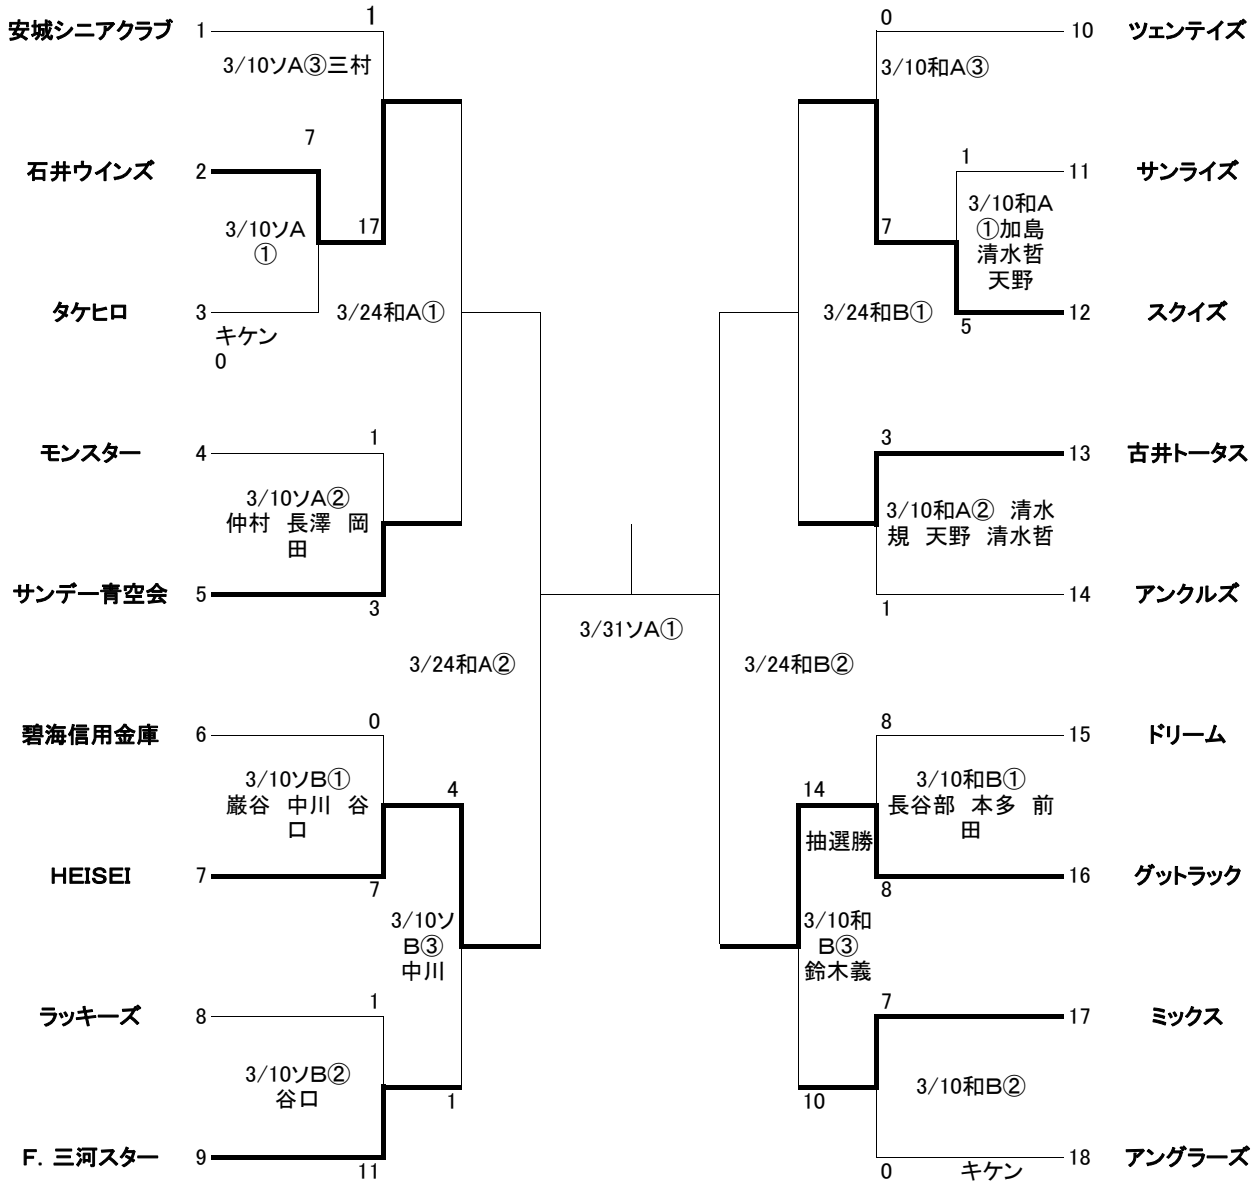 安城シニアクラブ 1
1
3/10ソA③三村
7
石井ウインズ 2
3/10ソA
①
17
タケヒロ 3
キケン
0
3/24和A①
モンスター 4
1
3/10ソA②
仲村 長澤 岡
田
サンデー青空会 5
3
3/24和A②
碧海信用金庫 6
0
3/10ソB①
巌谷 中川 谷
口
4
HEISEI 7
7
3/10ソ
B③
中川
ラッキーズ 8
1
3/10ソB②
谷口
1
F．三河スター 9
11
3/31ソA①
0
10 ツェンテイズ
3/10和A③
1
11 サンライズ
3/10和A
①加島
清水哲
天野
7
3/24和B①
5
12 スクイズ
3
13 古井トータス
3/10和A② 清水
規 天野 清水哲
1
14 アンクルズ
3/24和B②
8
15 ドリーム
3/10和B①
長谷部 本多 前
田
14
抽選勝
8
16 グットラック
3/10和
B③
鈴木義
7
17 ミックス
3/10和B②
10
0
キケン
18 アングラーズ